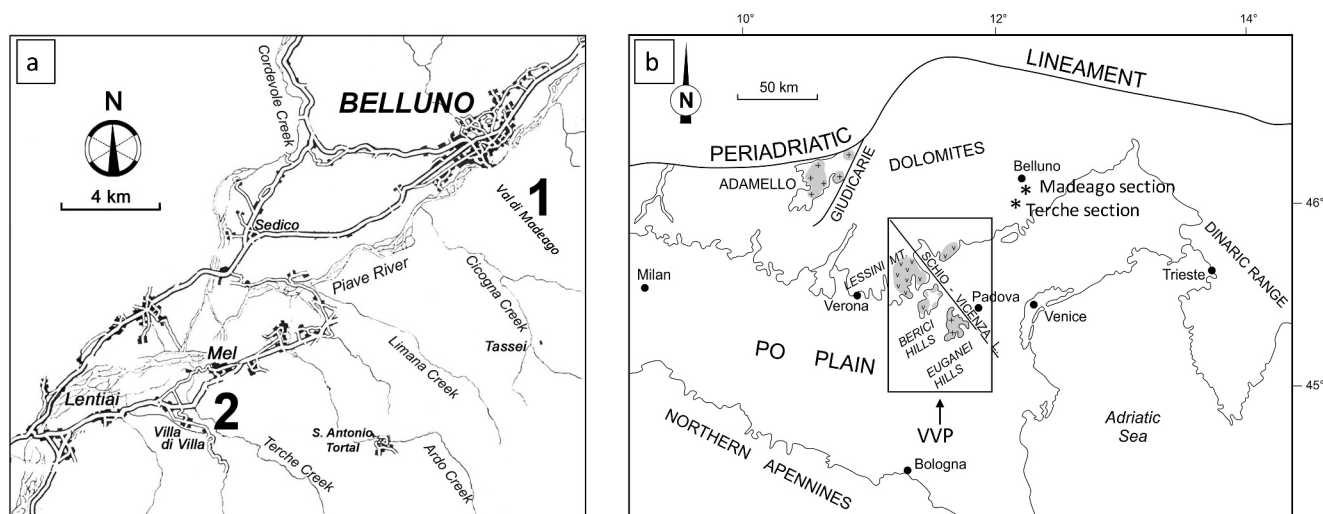 a
N
4 km
Cordevole Creek
BELLUNO
1
Val di Madeago
Sedico
Piave River
Cicogna Creek
Tassei
Limana Creek
Mel
Lentiai
2
Villa
di Villa
S. Antonio
Tortal
Terche Creek
Ardo Creek
10°
12°
14°
b
N
50 km
PERIADRIATIC
LINEAMENT
ADAMELLO
GIUDICARIE
DOLOMITES
Belluno
* Madeago section
* Terche section
46°
DINARIC RANGE
Milan
Verona
LESSINI MT.
SCHIO - VICENZA L.
Padova
Venice
Trieste
BERICI
HILLS
EUGANEI
HILLS
PO PLAIN
45°
VVP
Adriatic
Sea
NORTHERN APENNINES
Bologna